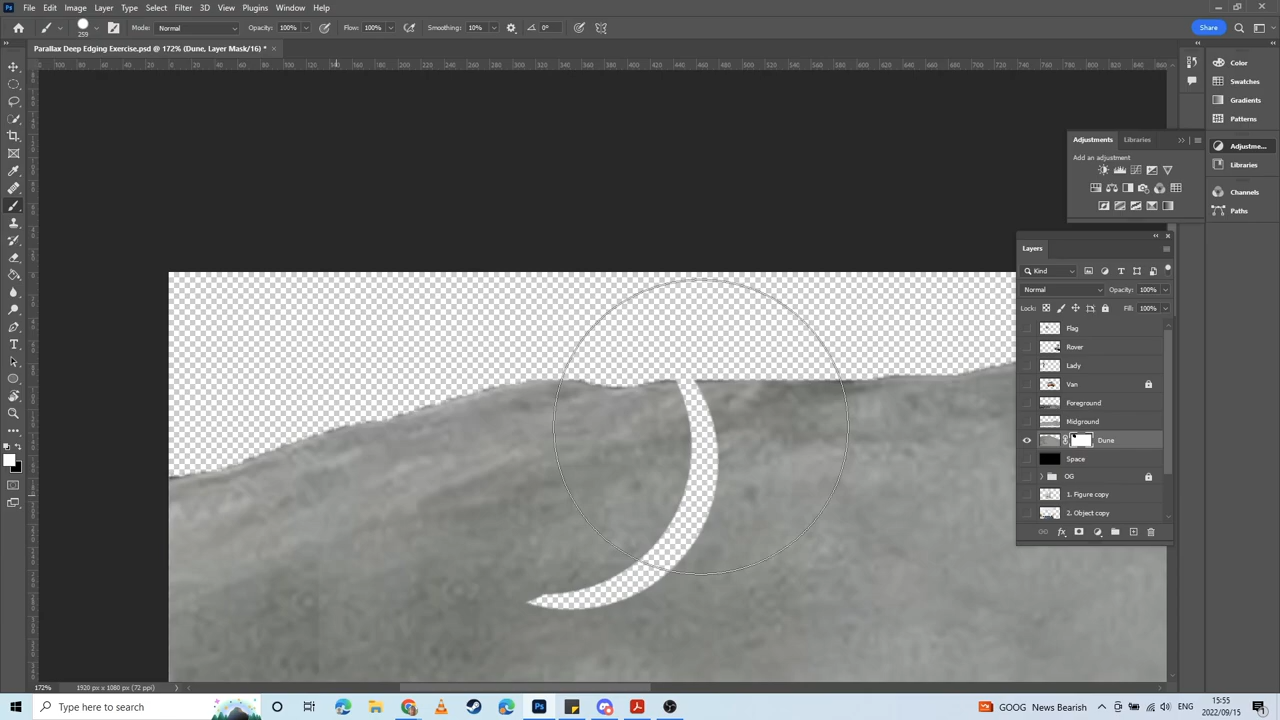 File Edit Image Layer Type Select Filter 3D View Plugins Window Help
Mode: Normal Opacity: 100% Flow: 100% Smoothing: 10% 0° Share
259
Parallax Deep Edging Exercise.psd @ 172% (Dune, Layer Mask/16) *
Color
Swatches
Gradients
Patterns
Adjustme...
Libraries
Channels
Paths
Adjustments Libraries
Add an adjustment
Layers
Kind
Normal Opacity: 100%
Lock: Fill: 100%
Flag
Rover
Lady
Van
Foreground
Midground
Dune
Space
OG
1. Figure copy
2. Object copy
172% 1920 px x 1080 px (72 ppi)
Type here to search
GOOG News Bearish
ENG
15:55
2022/09/15